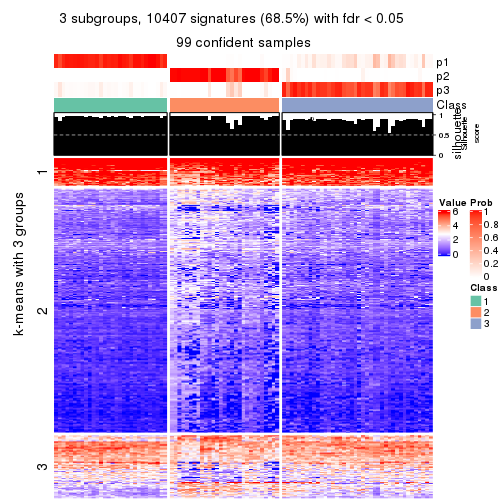 3 subgroups, 10407 signatures (68.5%) with fdr < 0.05
99 confident samples
p1
p2
p3
Class
1
0.5
0
silhouette
Silhouette
score
k-means with 3 groups
1
2
3
Value
6
4
2
0
Prob
1
0.8
0.6
0.4
0.2
0
Class
1
2
3